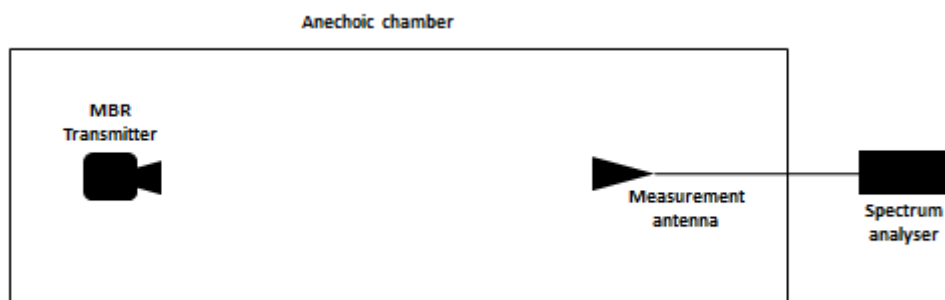 Anechoic chamber
MBR
Transmitter
Measurement
antenna
Spectrum
analyser